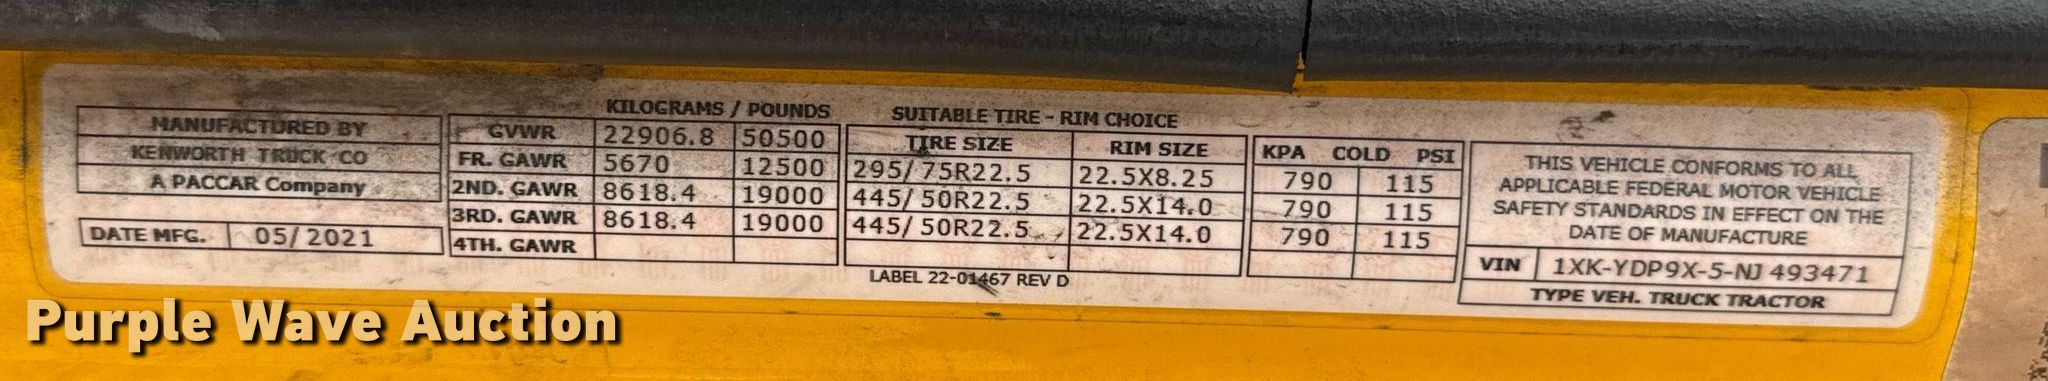 MANUFACTURED BY
KENWORTH TRUCK CO
A PACCAR Company
DATE MFG. 05/2021
KILOGRAMS / POUNDS
GVWR 22906.8 50500
FR. GAWR 5670 12500
2ND. GAWR 8618.4 19000
3RD. GAWR 8618.4 19000
4TH. GAWR
SUITABLE TIRE - RIM CHOICE
TIRE SIZE RIM SIZE
295/75R22.5 22.5X8.25
445/50R22.5 22.5X14.0
445/50R22.5 22.5X14.0
KPA COLD PSI
790 115
790 115
790 115
LABEL 22-01467 REV D
THIS VEHICLE CONFORMS TO ALL
APPLICABLE FEDERAL MOTOR VEHICLE
SAFETY STANDARDS IN EFFECT ON THE
DATE OF MANUFACTURE
VIN 1XK-YDP9X-5-NJ 493471
TYPE VEH. TRUCK TRACTOR
Purple Wave Auction